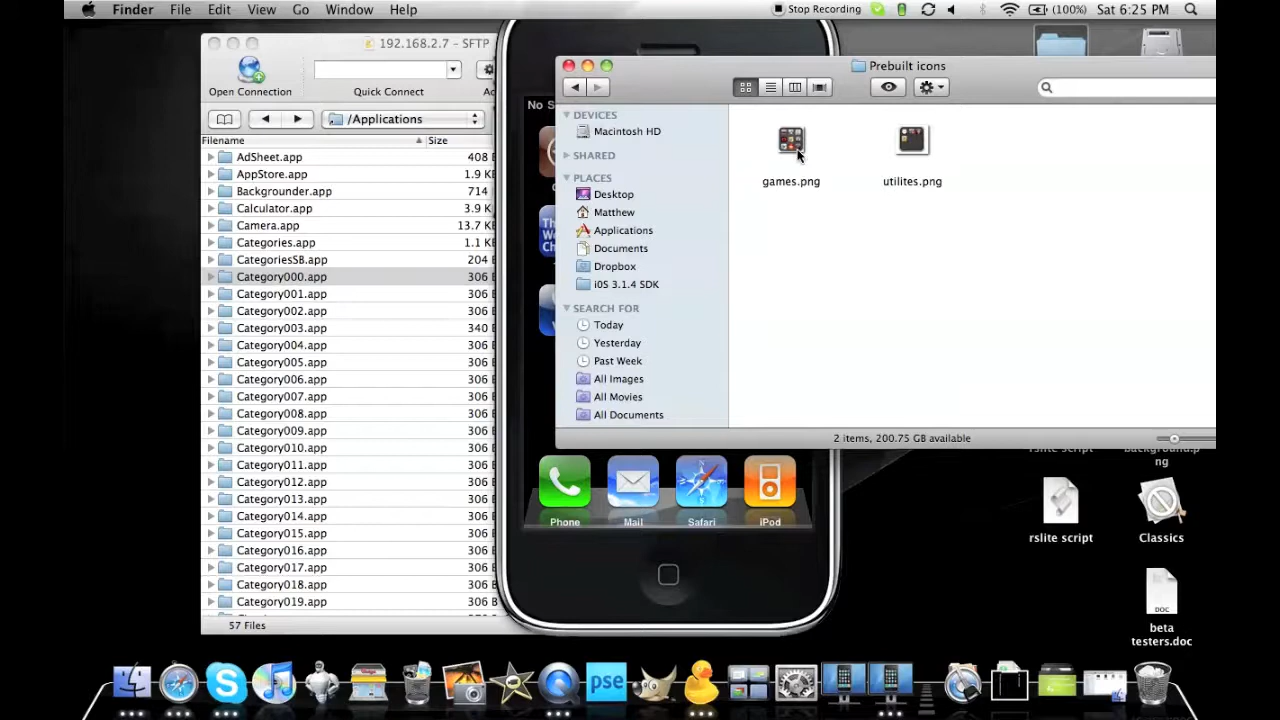 Finder File Edit View Go Window Help
Stop Recording (100%) Sat 6:25 PM
192.168.2.7 – SFTP
Open Connection
Quick Connect
/Applications
Filename Size
AdSheet.app 408
AppStore.app 1.9 K
Backgrounder.app 714
Calculator.app 3.9 K
Camera.app 13.7 K
Categories.app 1.1 K
CategoriesSB.app 204
Category000.app 306
Category001.app 306
Category002.app 306
Category003.app 340
Category004.app 306
Category005.app 306
Category006.app 306
Category007.app 306
Category008.app 306
Category009.app 306
Category010.app 306
Category011.app 306
Category012.app 306
Category013.app 306
Category014.app 306
Category015.app 306
Category016.app 306
Category017.app 306
Category018.app 306
Category019.app 306 B
57 Files
No S
Phone Mail Safari iPod
Prebuilt icons
DEVICES
Macintosh HD
SHARED
PLACES
Desktop
Matthew
Applications
Documents
Dropbox
iOS 3.1.4 SDK
SEARCH FOR
Today
Yesterday
Past Week
All Images
All Movies
All Documents
games.png
utilites.png
2 items, 200.75 GB available
rslite script
background.p
ng
rslite script
Classics
DOC
beta
testers.doc
pse